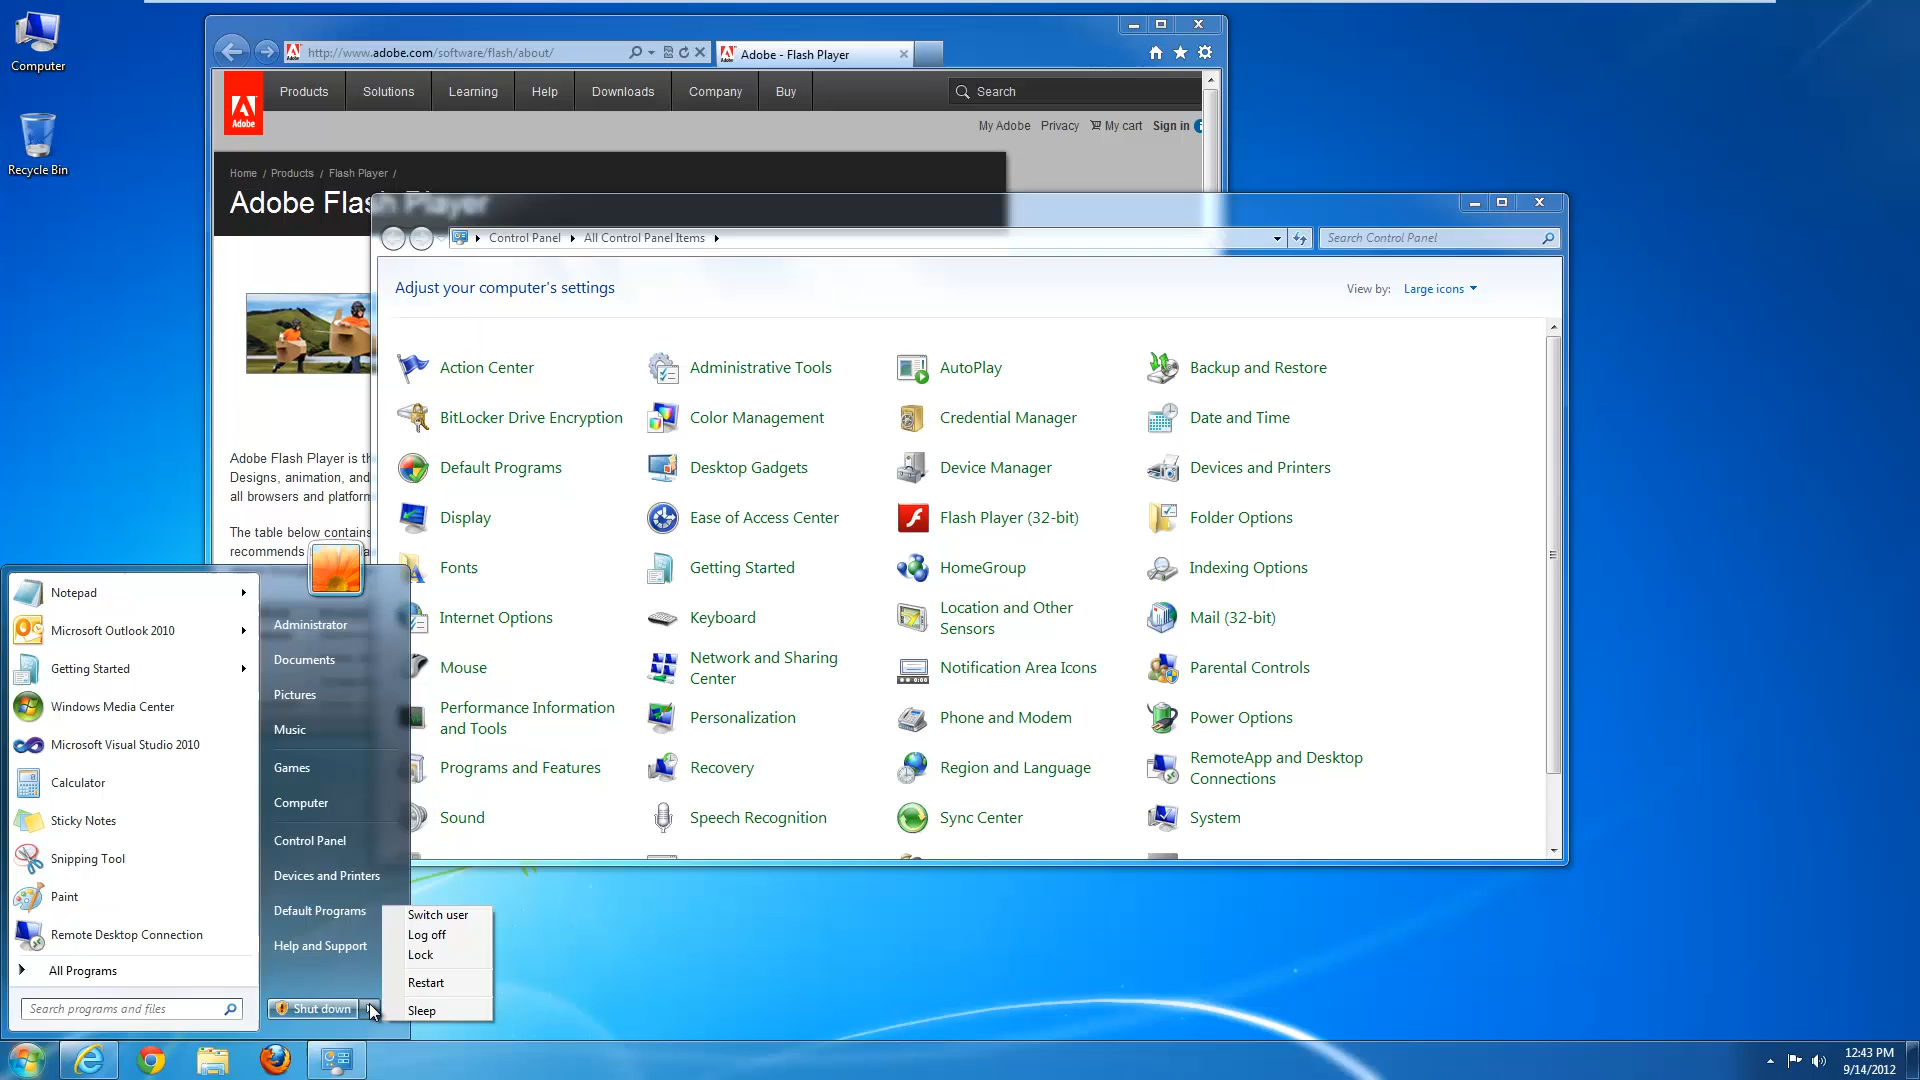 Computer
Recycle Bin
http://www.adobe.com/software/flash/about/
Adobe - Flash Player
Adobe
Products
Solutions
Learning
Help
Downloads
Company
Buy
Search
My Adobe
Privacy
My cart
Sign in
Home / Products / Flash Player /
Adobe Flash Player
Adobe Flash Player is th
Designs, animation, and
all browsers and platform
The table below contains
recommends
Control Panel
All Control Panel Items
Search Control Panel
Adjust your computer's settings
View by:
Large icons
Action Center
Administrative Tools
AutoPlay
Backup and Restore
BitLocker Drive Encryption
Color Management
Credential Manager
Date and Time
Default Programs
Desktop Gadgets
Device Manager
Devices and Printers
Display
Ease of Access Center
Flash Player (32-bit)
Folder Options
Fonts
Getting Started
HomeGroup
Indexing Options
Internet Options
Keyboard
Location and Other
Sensors
Mail (32-bit)
Mouse
Network and Sharing
Center
Notification Area Icons
Parental Controls
Performance Information
and Tools
Personalization
Phone and Modem
Power Options
Programs and Features
Recovery
Region and Language
RemoteApp and Desktop
Connections
Sound
Speech Recognition
Sync Center
System
Notepad
Microsoft Outlook 2010
Getting Started
Windows Media Center
Microsoft Visual Studio 2010
Calculator
Sticky Notes
Snipping Tool
Paint
Remote Desktop Connection
All Programs
Search programs and files
Administrator
Documents
Pictures
Music
Games
Computer
Control Panel
Devices and Printers
Default Programs
Help and Support
Shut down
Switch user
Log off
Lock
Restart
Sleep
12:43 PM
9/14/2012